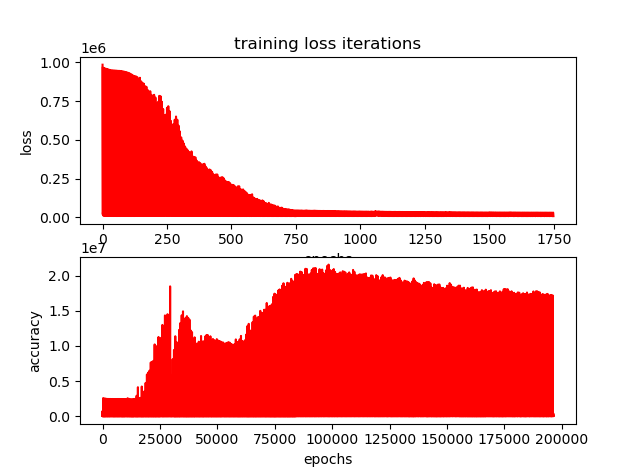 training loss iterations
1e6
1.00
0.75
0.50
0.25
0.00
loss
0 250 500 750 1000 1250 1500 1750
epochs
1e7
2.0
1.5
1.0
0.5
0.0
accuracy
0 25000 50000 75000 100000 125000 150000 175000 200000
epochs